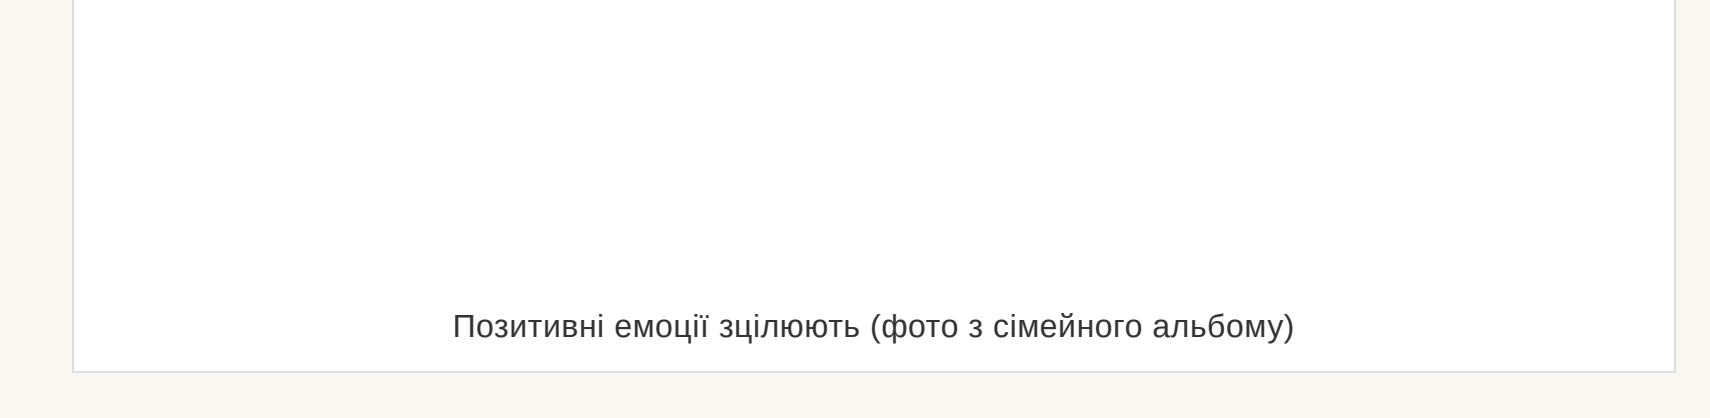 Позитивні емоції зцілюють (фото з сімейного альбому)